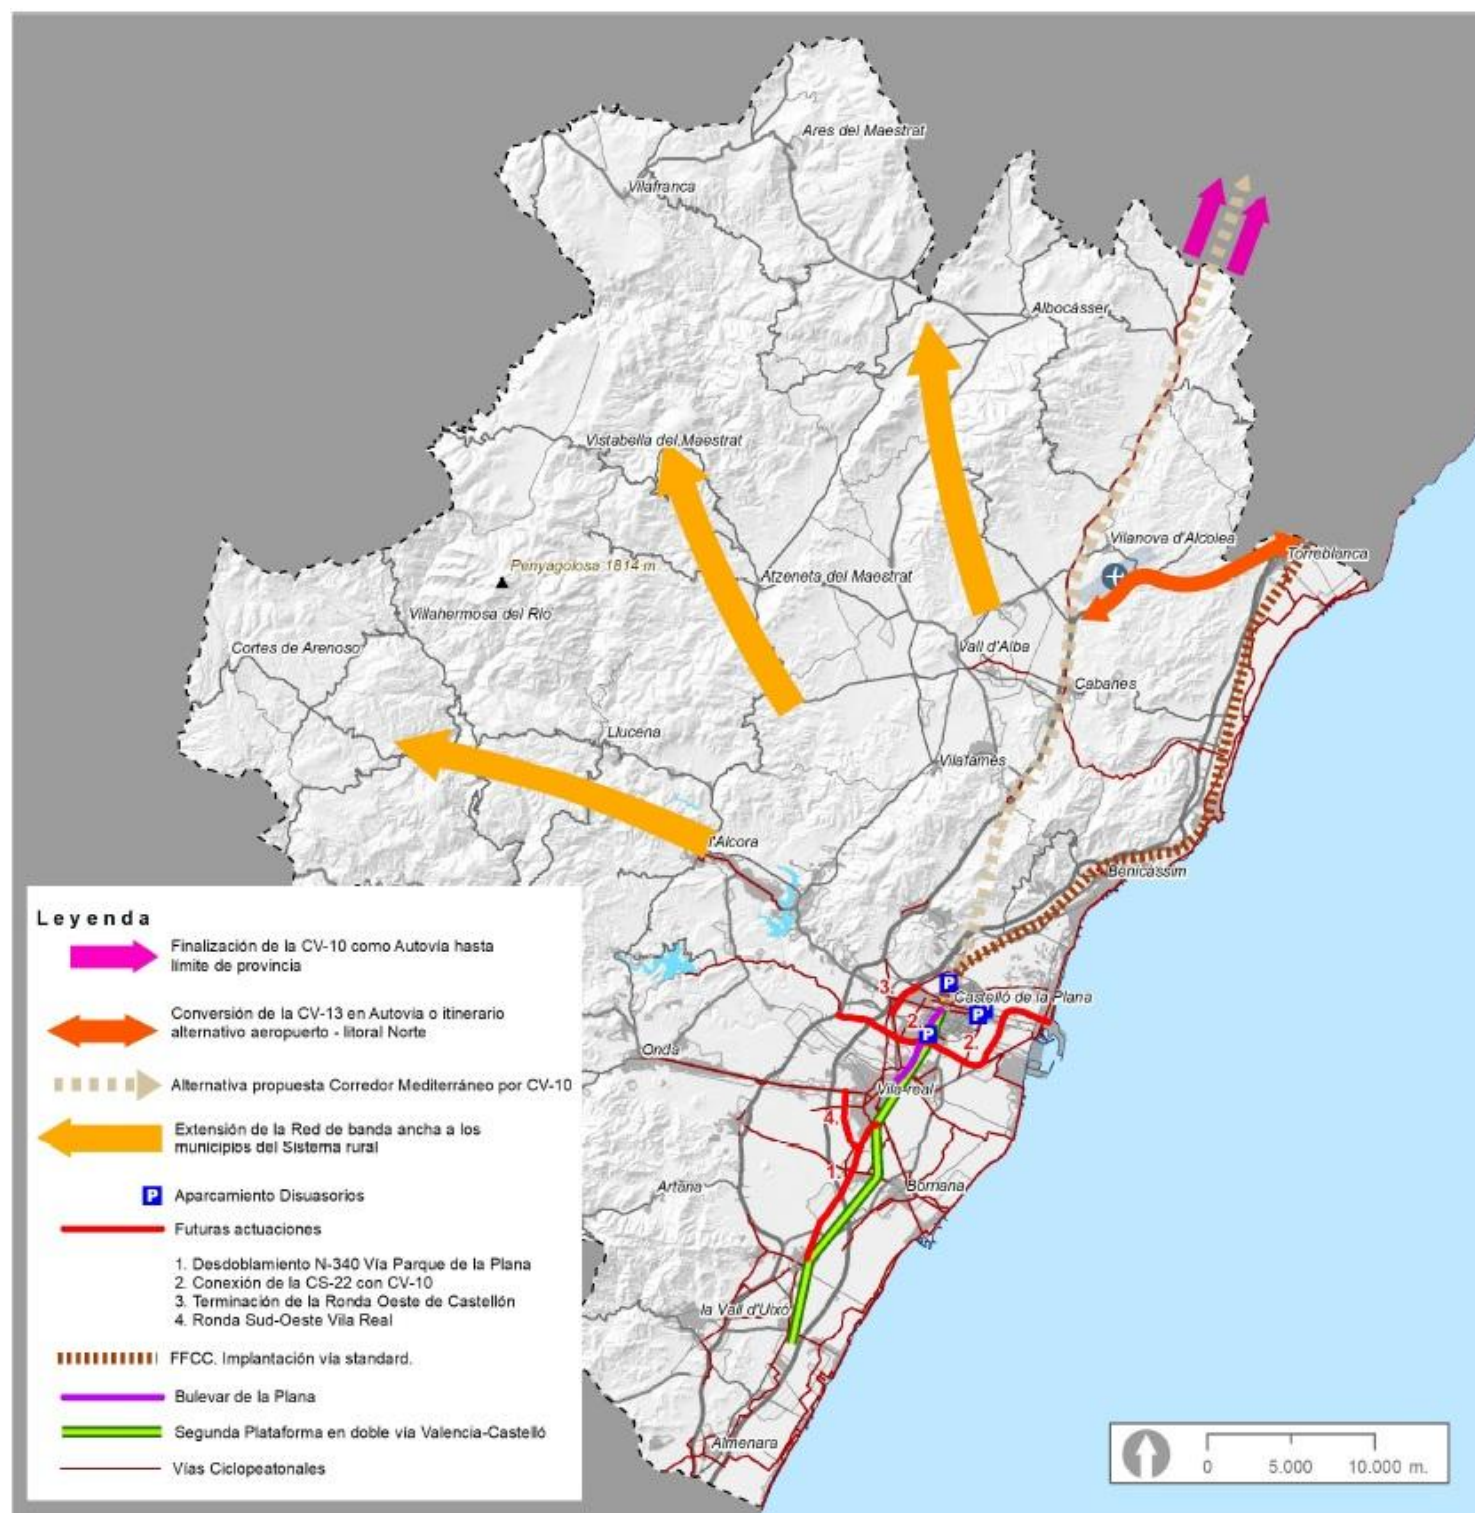 Ares del Maestrat
Vilafranca
Albocàsser
Vistabella del Maestrat
Vilanova d'Alcolea
Torreblanca
Penyagolosa 1814 m
Atzeneta del Maestrat
Villahermosa del Río
Cortes de Arenoso
Vall d'Alba
Cabanes
Llucena
Vilafamés
l'Alcora
Benicàssim
P
3.
Castelló de la Plana
P
2.
P
2.
Onda
Vila-real
4.
1.
Artana
Borriana
la Vall d'Uixó
Almenara
Leyenda
Finalización de la CV-10 como Autovía hasta
límite de provincia
Conversión de la CV-13 en Autovía o itinerario
alternativo aeropuerto - litoral Norte
Alternativa propuesta Corredor Mediterráneo por CV-10
Extensión de la Red de banda ancha a los
municipios del Sistema rural
P Aparcamiento Disuasorios
Futuras actuaciones
1. Desdoblamiento N-340 Vía Parque de la Plana
2. Conexión de la CS-22 con CV-10
3. Terminación de la Ronda Oeste de Castellón
4. Ronda Sud-Oeste Vila Real
FFCC. Implantación vía standard.
Bulevar de la Plana
Segunda Plataforma en doble vía Valencia-Castelló
Vías Ciclopeatonales
0 5.000 10.000 m.